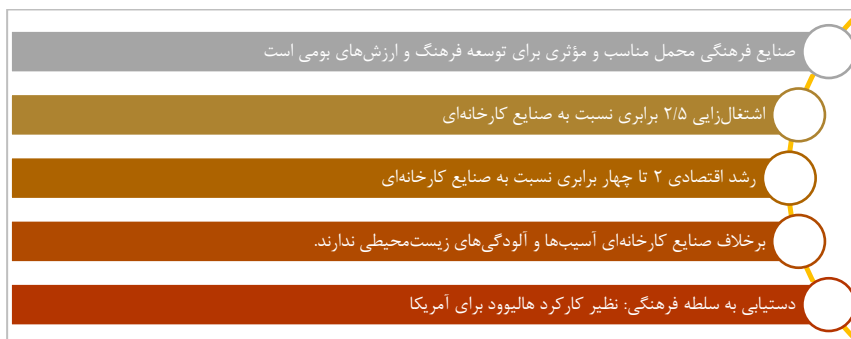 صنایع فرهنگی محمل مناسب و مؤثری برای توسعه فرهنگ و ارزش‌های بومی است
اشتغال‌زایی ۲/۵ برابری نسبت به صنایع کارخانه‌ای
رشد اقتصادی ۲ تا چهار برابری نسبت به صنایع کارخانه‌ای
برخلاف صنایع کارخانه‌ای آسیب‌ها و آلودگی‌های زیست‌محیطی ندارند.
دستیابی به سلطه فرهنگی: نظیر کارکرد هالیوود برای آمریکا